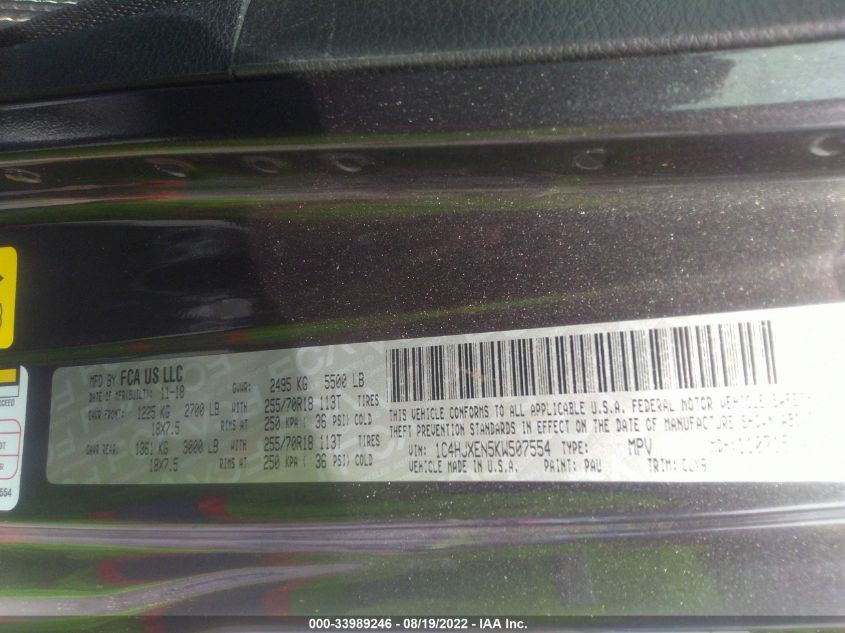 MFD BY FCA US LLC
DATE OF MFR(BUILT): 11-18 GVWR: 2495 KG 5500 LB
GAWR FRONT: 1225 KG 2700 LB WITH 255/70R18 113T TIRES
18X7.5 RIMS AT 250 KPA( 36 PSI) COLD
GAWR REAR: 1361 KG 3000 LB WITH 255/70R18 113T TIRES
18X7.5 RIMS AT 250 KPA( 36 PSI) COLD
THIS VEHICLE CONFORMS TO ALL APPLICABLE U.S.A. FEDERAL MOTOR VEHICLE SAFETY
THEFT PREVENTION STANDARDS IN EFFECT ON THE DATE OF MANUFACTURE SHOWN
VIN: 1C4HJXEN5KW507554 TYPE: MPV
VEHICLE MADE IN U.S.A. PAINT: PAU TRIM:
554
000-33989246 - 08/19/2022 - IAA Inc.